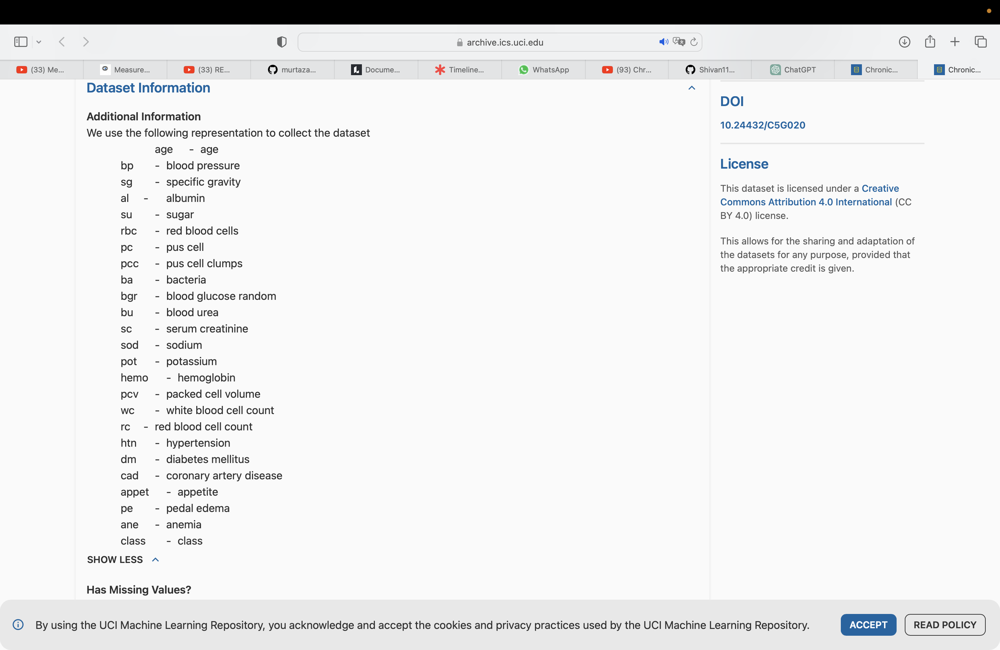 archive.ics.uci.edu
(33) Me...
Measure...
(33) RE...
murtaza...
Docume...
Timeline...
WhatsApp
(93) Chr...
Shivan11...
ChatGPT
Chronic...
Chronic...
Dataset Information
Additional Information
We use the following representation to collect the dataset
age - age
bp - blood pressure
sg - specific gravity
al - albumin
su - sugar
rbc - red blood cells
pc - pus cell
pcc - pus cell clumps
ba - bacteria
bgr - blood glucose random
bu - blood urea
sc - serum creatinine
sod - sodium
pot - potassium
hemo - hemoglobin
pcv - packed cell volume
wc - white blood cell count
rc - red blood cell count
htn - hypertension
dm - diabetes mellitus
cad - coronary artery disease
appet - appetite
pe - pedal edema
ane - anemia
class - class
SHOW LESS
Has Missing Values?
DOI
10.24432/C5G020
License
This dataset is licensed under a Creative
Commons Attribution 4.0 International (CC
BY 4.0) license.
This allows for the sharing and adaptation of
the datasets for any purpose, provided that
the appropriate credit is given.
By using the UCI Machine Learning Repository, you acknowledge and accept the cookies and privacy practices used by the UCI Machine Learning Repository.
ACCEPT
READ POLICY